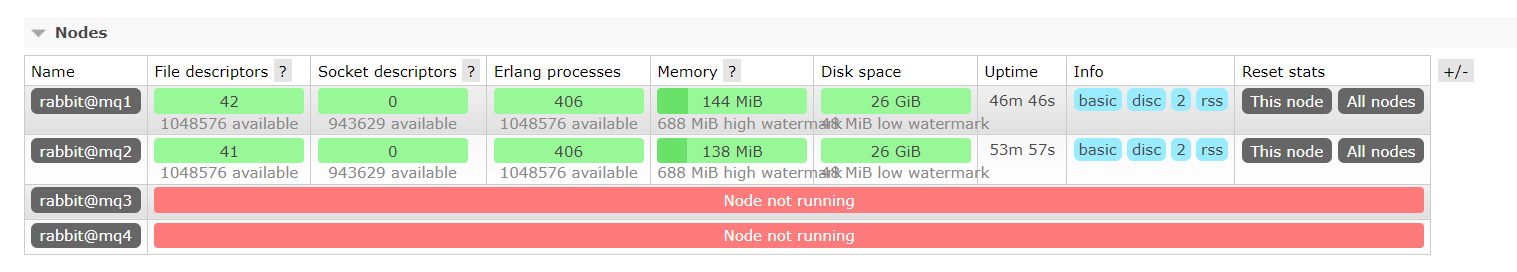 Nodes
Name File descriptors ? Socket descriptors ? Erlang processes Memory ? Disk space Uptime Info Reset stats +/-
rabbit@mq1 42 0 406 144 MiB 26 GiB 46m 46s basic disc 2 rss This node All nodes
1048576 available 943629 available 1048576 available 688 MiB high watermark 48 MiB low watermark
rabbit@mq2 41 0 406 138 MiB 26 GiB 53m 57s basic disc 2 rss This node All nodes
1048576 available 943629 available 1048576 available 688 MiB high watermark 48 MiB low watermark
rabbit@mq3 Node not running
rabbit@mq4 Node not running